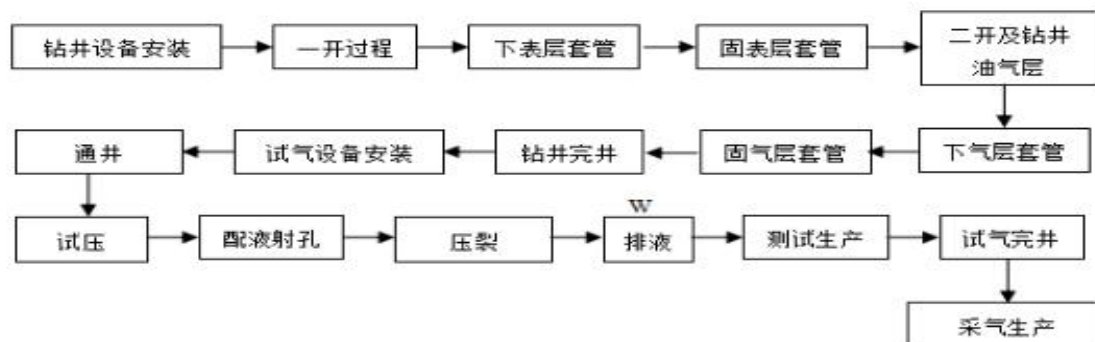 钻井设备安装
一开过程
下表层套管
固表层套管
二开及钻井
油气层
通井
试气设备安装
钻井完井
固气层套管
下气层套管
W
试压
配液射孔
压裂
排液
测试生产
试气完井
采气生产